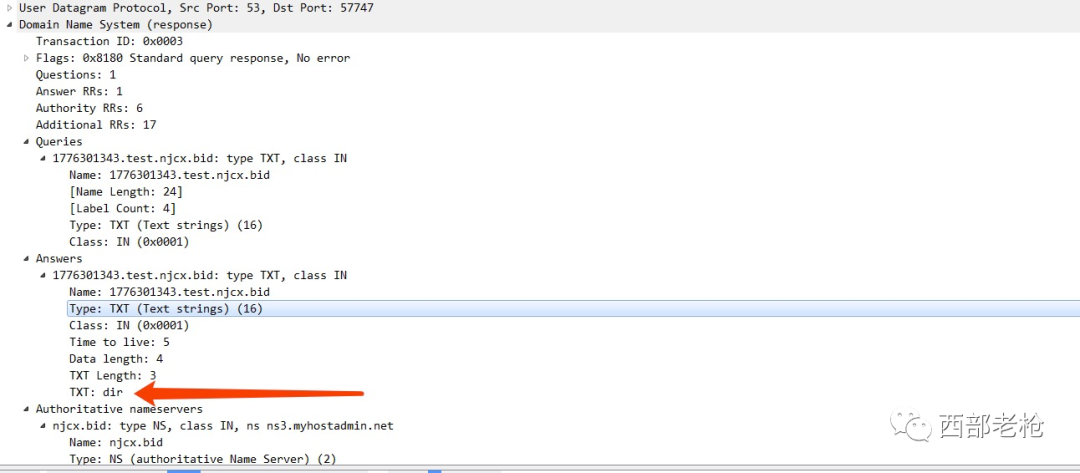 User Datagram Protocol, Src Port: 53, Dst Port: 57747
Domain Name System (response)
Transaction ID: 0x0003
Flags: 0x8180 Standard query response, No error
Questions: 1
Answer RRs: 1
Authority RRs: 6
Additional RRs: 17
Queries
1776301343.test.njcx.bid: type TXT, class IN
Name: 1776301343.test.njcx.bid
[Name Length: 24]
[Label Count: 4]
Type: TXT (Text strings) (16)
Class: IN (0x0001)
Answers
1776301343.test.njcx.bid: type TXT, class IN
Name: 1776301343.test.njcx.bid
Type: TXT (Text strings) (16)
Class: IN (0x0001)
Time to live: 5
Data length: 4
TXT Length: 3
TXT: dir
Authoritative nameservers
njcx.bid: type NS, class IN, ns ns3.myhostadmin.net
Name: njcx.bid
Type: NS (authoritative Name Server) (2)
西部老枪